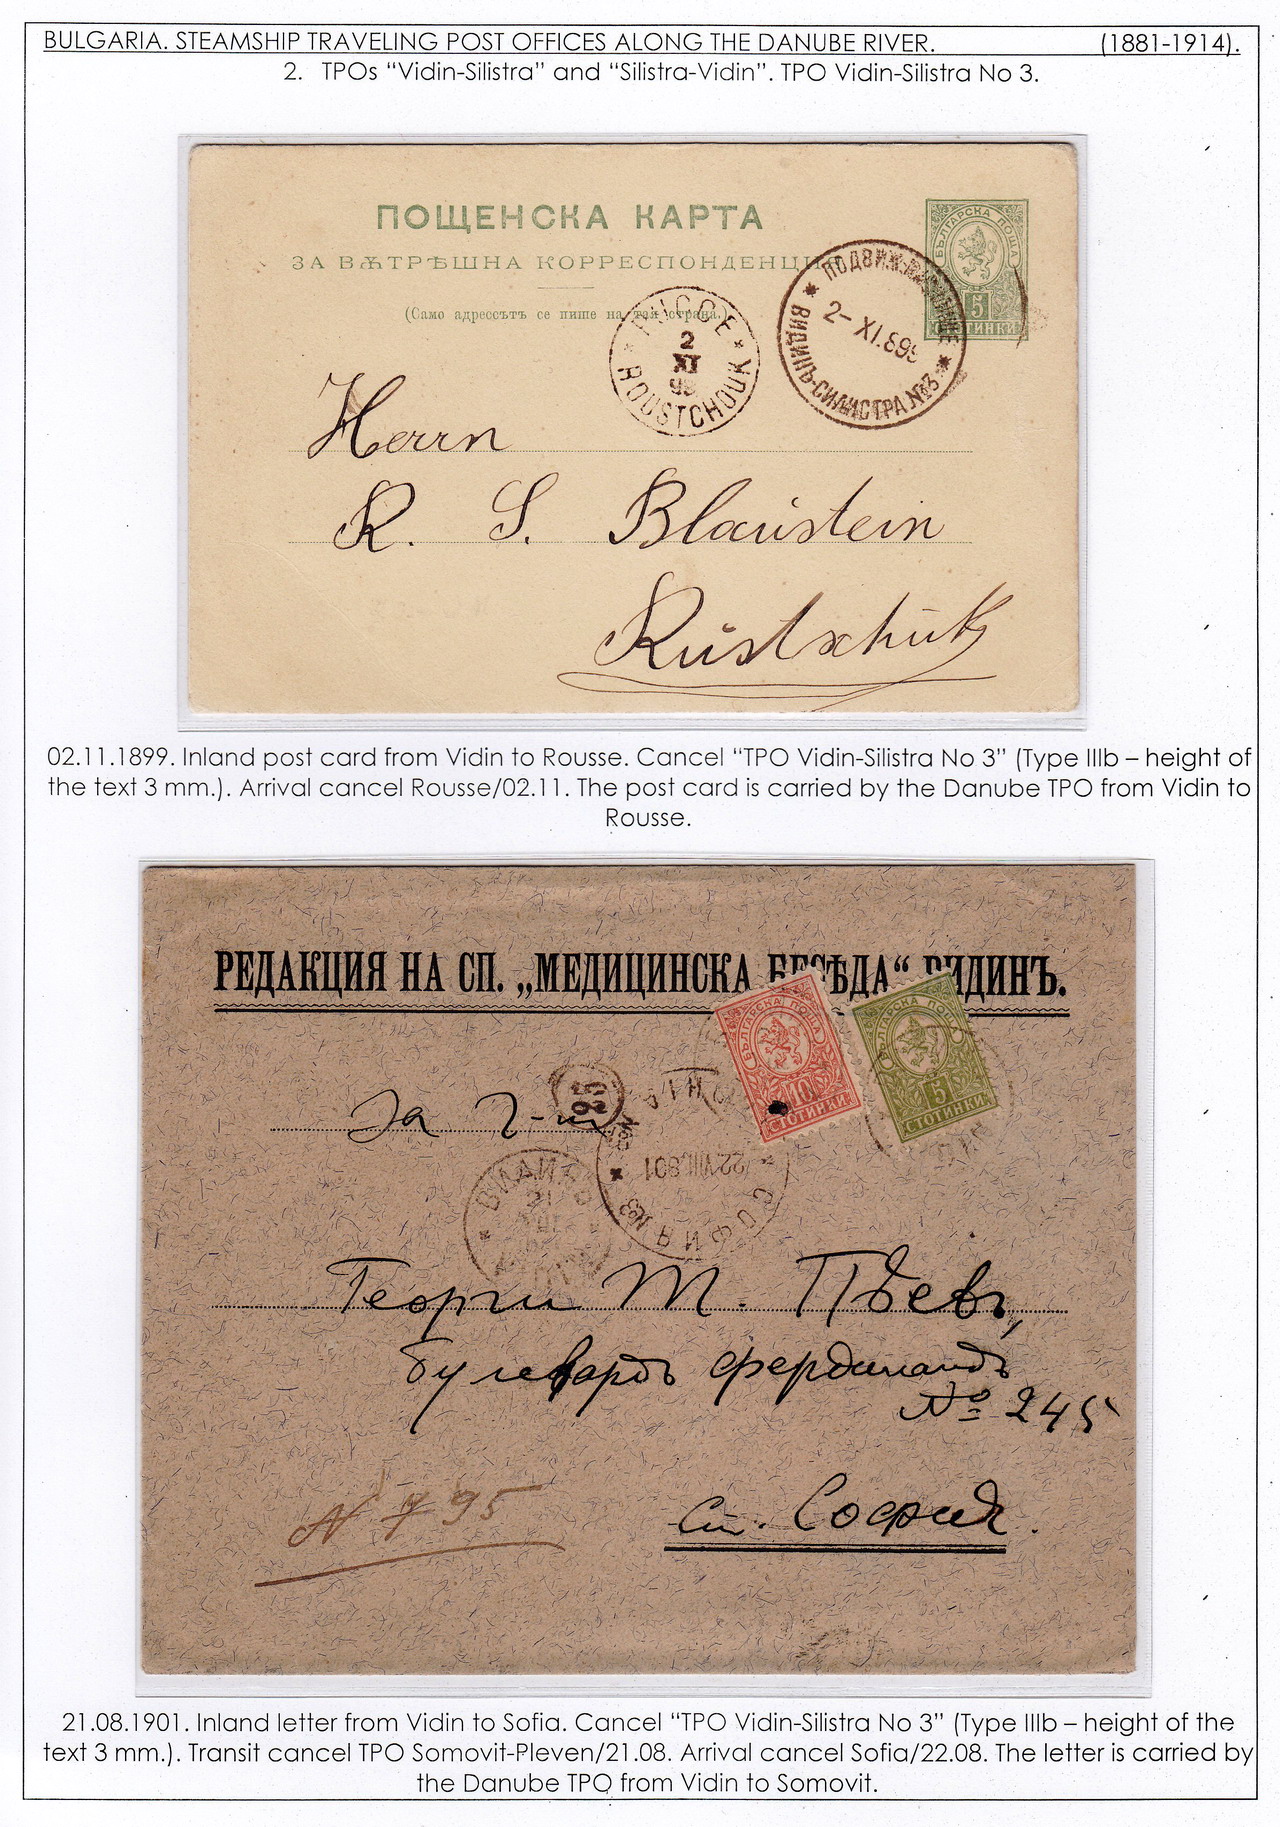 BULGARIA. STEAMSHIP TRAVELING POST OFFICES ALONG THE DANUBE RIVER. (1881-1914).
2. TPOs “Vidin-Silistra” and “Silistra-Vidin”. TPO Vidin-Silistra No 3.
ПОЩЕНСКА КАРТА
ЗА ВѪТРѢШНА КОРРЕСПОНДЕНЦИ
(Само адрессътъ се пише на тая страна.)
БЪЛГАРСКА ПОЩА
5
СТОТИНКИ
РУССЕ
2
XI
ROUSTCHOUK
ПОДВИЖ.
2- XI.899
ВИДИНЪ-СИЛИСТРА №3
Herrn
R. S. Blaustein
Rustschuk
02.11.1899. Inland post card from Vidin to Rousse. Cancel “TPO Vidin-Silistra No 3” (Type IIIb – height of
the text 3 mm.). Arrival cancel Rousse/02.11. The post card is carried by the Danube TPO from Vidin to
Rousse.
РЕДАКЦИЯ НА СП. „МЕДИЦИНСКА БЕСѢДА“ ВИДИНЪ.
БЪЛГАРСКА ПОЩА
10
СТОТИНКИ
БЪЛГАРСКА ПОЩА
5
СТОТИНКИ
За Г-н
22 VIII.901
СОФИЯ №3
Георги М. Пѣевъ,
булевардъ Фердинандъ
№ 245
N 795
Ст. София.
21.08.1901. Inland letter from Vidin to Sofia. Cancel “TPO Vidin-Silistra No 3” (Type IIIb – height of the
text 3 mm.). Transit cancel TPO Somovit-Pleven/21.08. Arrival cancel Sofia/22.08. The letter is carried by
the Danube TPO from Vidin to Somovit.